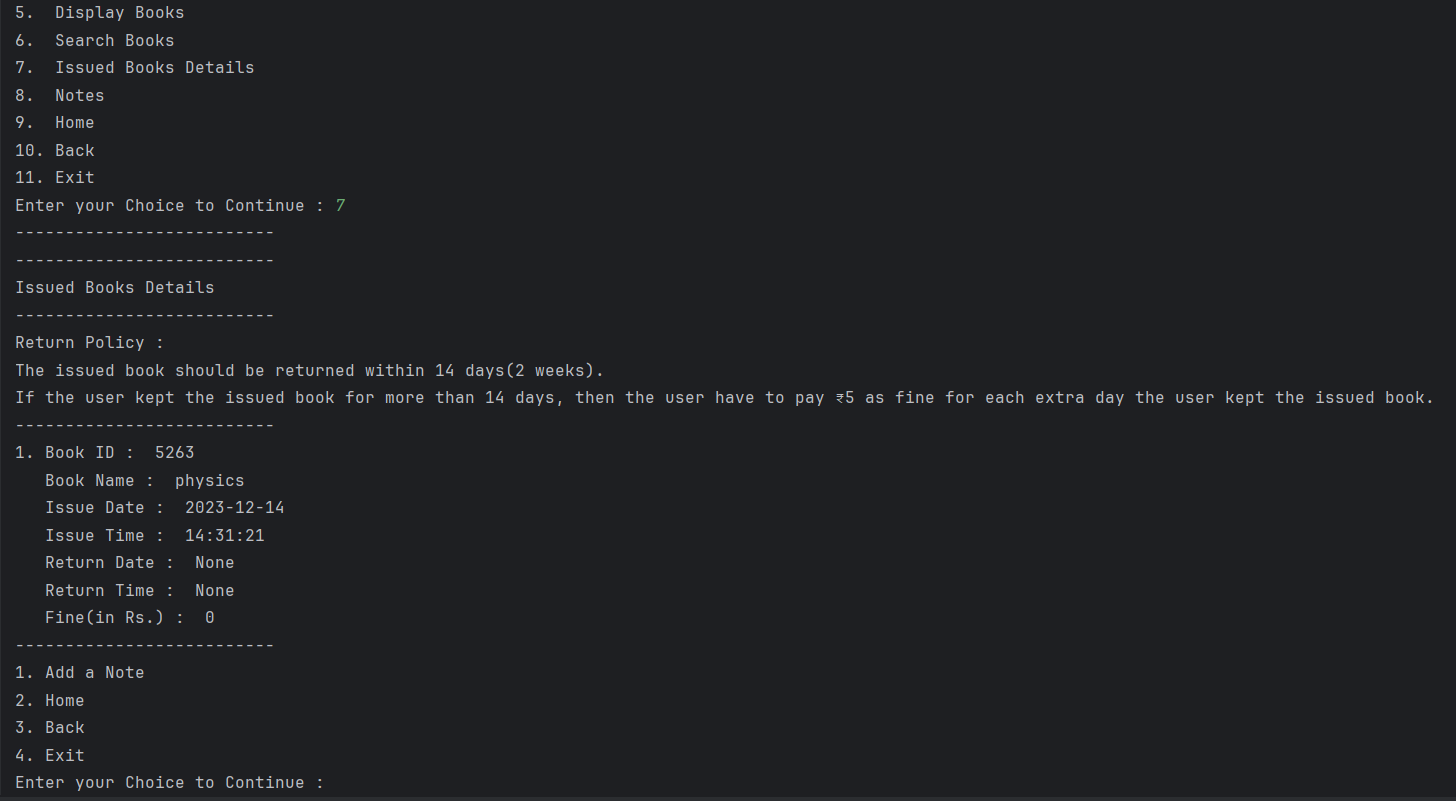 5.  Display Books
6.  Search Books
7.  Issued Books Details
8.  Notes
9.  Home
10. Back
11. Exit
Enter your Choice to Continue : 7
--------------------------
--------------------------
Issued Books Details
--------------------------
Return Policy :
The issued book should be returned within 14 days(2 weeks).
If the user kept the issued book for more than 14 days, then the user have to pay ₹5 as fine for each extra day the user kept the issued book.
--------------------------
1. Book ID :  5263
   Book Name :  physics
   Issue Date :  2023-12-14
   Issue Time :  14:31:21
   Return Date :  None
   Return Time :  None
   Fine(in Rs.) :  0
--------------------------
1. Add a Note
2. Home
3. Back
4. Exit
Enter your Choice to Continue :